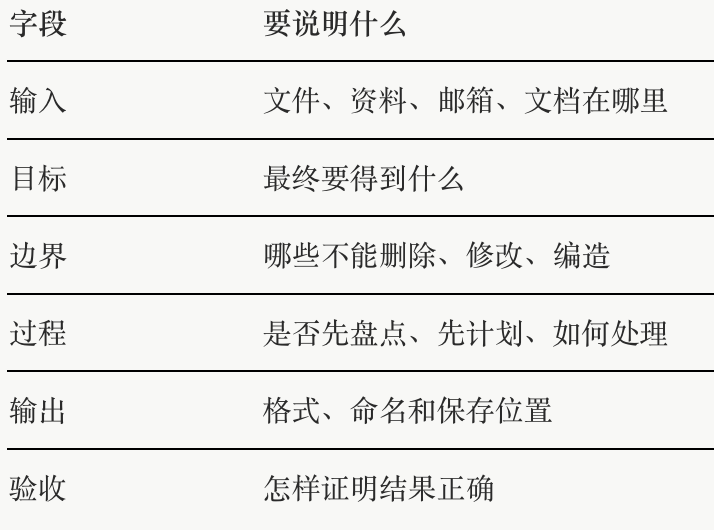 字段 要说明什么
输入 文件、资料、邮箱、文档在哪里
目标 最终要得到什么
边界 哪些不能删除、修改、编造
过程 是否先盘点、先计划、如何处理
输出 格式、命名和保存位置
验收 怎样证明结果正确